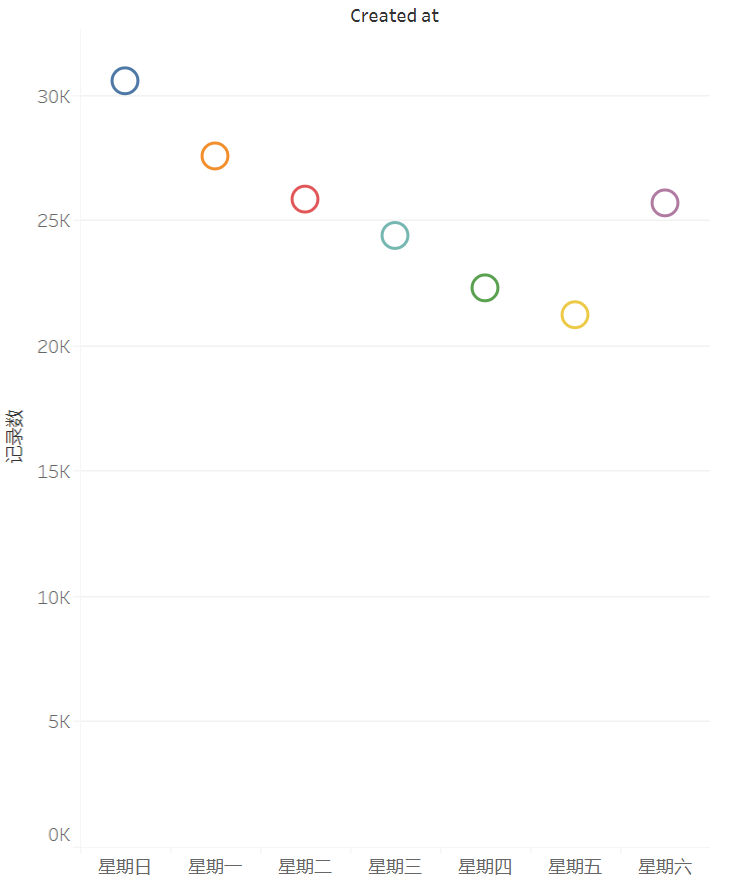 Created at
30K
25K
20K
15K
10K
5K
0K
记录数
星期日 星期一 星期二 星期三 星期四 星期五 星期六